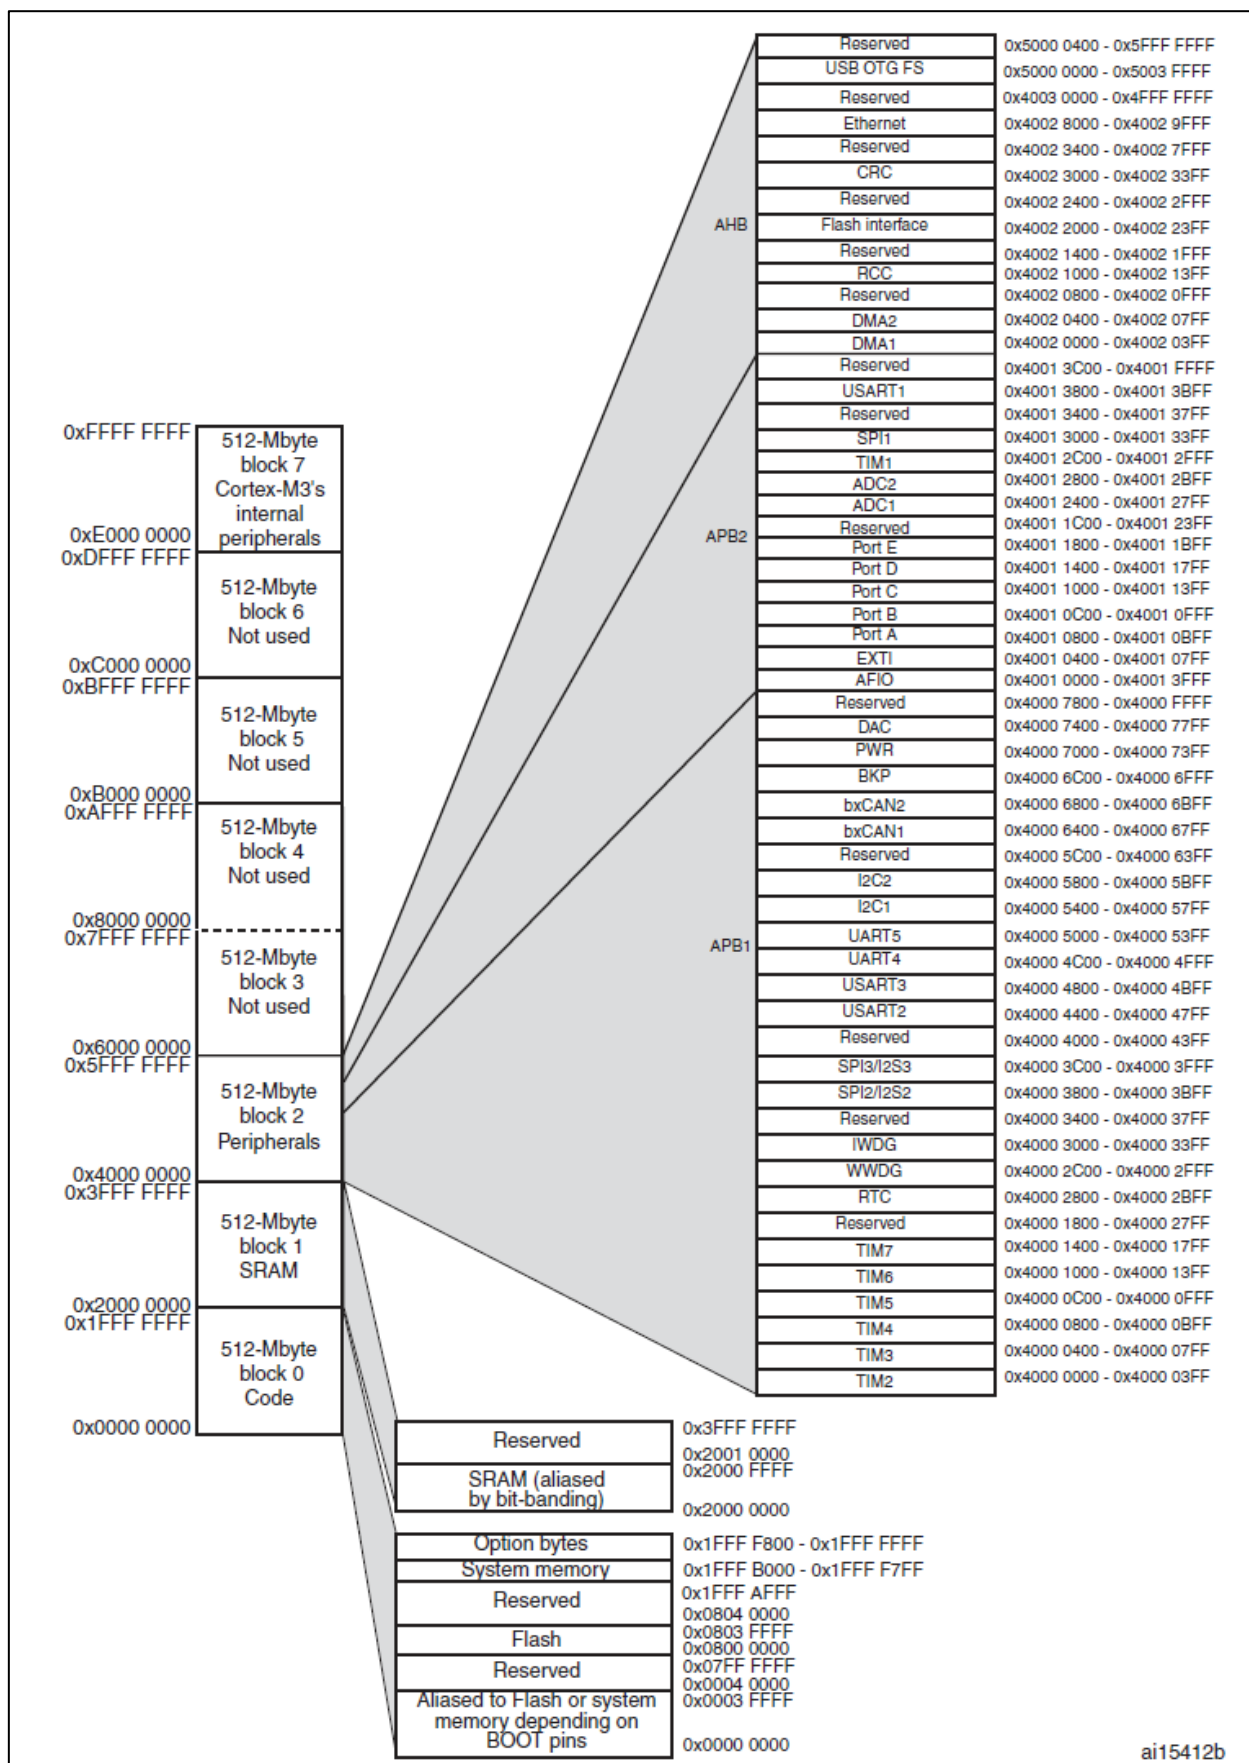 Reserved 0x5000 0400 - 0x5FFF FFFF
USB OTG FS 0x5000 0000 - 0x5003 FFFF
Reserved 0x4003 0000 - 0x4FFF FFFF
Ethernet 0x4002 8000 - 0x4002 9FFF
Reserved 0x4002 3400 - 0x4002 7FFF
CRC 0x4002 3000 - 0x4002 33FF
Reserved 0x4002 2400 - 0x4002 2FFF
AHB Flash interface 0x4002 2000 - 0x4002 23FF
Reserved 0x4002 1400 - 0x4002 1FFF
RCC 0x4002 1000 - 0x4002 13FF
Reserved 0x4002 0800 - 0x4002 0FFF
DMA2 0x4002 0400 - 0x4002 07FF
DMA1 0x4002 0000 - 0x4002 03FF
Reserved 0x4001 3C00 - 0x4001 FFFF
USART1 0x4001 3800 - 0x4001 3BFF
Reserved 0x4001 3400 - 0x4001 37FF
SPI1 0x4001 3000 - 0x4001 33FF
TIM1 0x4001 2C00 - 0x4001 2FFF
ADC2 0x4001 2800 - 0x4001 2BFF
ADC1 0x4001 2400 - 0x4001 27FF
Reserved 0x4001 1C00 - 0x4001 23FF
APB2 Port E 0x4001 1800 - 0x4001 1BFF
Port D 0x4001 1400 - 0x4001 17FF
Port C 0x4001 1000 - 0x4001 13FF
Port B 0x4001 0C00 - 0x4001 0FFF
Port A 0x4001 0800 - 0x4001 0BFF
EXTI 0x4001 0400 - 0x4001 07FF
AFIO 0x4001 0000 - 0x4001 3FFF
Reserved 0x4000 7800 - 0x4000 FFFF
DAC 0x4000 7400 - 0x4000 77FF
PWR 0x4000 7000 - 0x4000 73FF
BKP 0x4000 6C00 - 0x4000 6FFF
bxCAN2 0x4000 6800 - 0x4000 6BFF
bxCAN1 0x4000 6400 - 0x4000 67FF
Reserved 0x4000 5C00 - 0x4000 63FF
I2C2 0x4000 5800 - 0x4000 5BFF
I2C1 0x4000 5400 - 0x4000 57FF
APB1 UART5 0x4000 5000 - 0x4000 53FF
UART4 0x4000 4C00 - 0x4000 4FFF
USART3 0x4000 4800 - 0x4000 4BFF
USART2 0x4000 4400 - 0x4000 47FF
Reserved 0x4000 4000 - 0x4000 43FF
SPI3/I2S3 0x4000 3C00 - 0x4000 3FFF
SPI2/I2S2 0x4000 3800 - 0x4000 3BFF
Reserved 0x4000 3400 - 0x4000 37FF
IWDG 0x4000 3000 - 0x4000 33FF
WWDG 0x4000 2C00 - 0x4000 2FFF
RTC 0x4000 2800 - 0x4000 2BFF
Reserved 0x4000 1800 - 0x4000 27FF
TIM7 0x4000 1400 - 0x4000 17FF
TIM6 0x4000 1000 - 0x4000 13FF
TIM5 0x4000 0C00 - 0x4000 0FFF
TIM4 0x4000 0800 - 0x4000 0BFF
TIM3 0x4000 0400 - 0x4000 07FF
TIM2 0x4000 0000 - 0x4000 03FF
0xFFFF FFFF
512-Mbyte
block 7
Cortex-M3's
internal
peripherals
0xE000 0000
0xDFFF FFFF
512-Mbyte
block 6
Not used
0xC000 0000
0xBFFF FFFF
512-Mbyte
block 5
Not used
0xB000 0000
0xAFFF FFFF
512-Mbyte
block 4
Not used
0x8000 0000
0x7FFF FFFF
512-Mbyte
block 3
Not used
0x6000 0000
0x5FFF FFFF
512-Mbyte
block 2
Peripherals
0x4000 0000
0x3FFF FFFF
512-Mbyte
block 1
SRAM
0x2000 0000
0x1FFF FFFF
512-Mbyte
block 0
Code
0x0000 0000
0x3FFF FFFF
Reserved
0x2001 0000
0x2000 FFFF
SRAM (aliased
by bit-banding)
0x2000 0000
Option bytes 0x1FFF F800 - 0x1FFF FFFF
System memory 0x1FFF B000 - 0x1FFF F7FF
0x1FFF AFFF
Reserved
0x0804 0000
0x0803 FFFF
Flash
0x0800 0000
0x07FF FFFF
Reserved
0x0004 0000
0x0003 FFFF
Aliased to Flash or system
memory depending on
BOOT pins
0x0000 0000
ai15412b